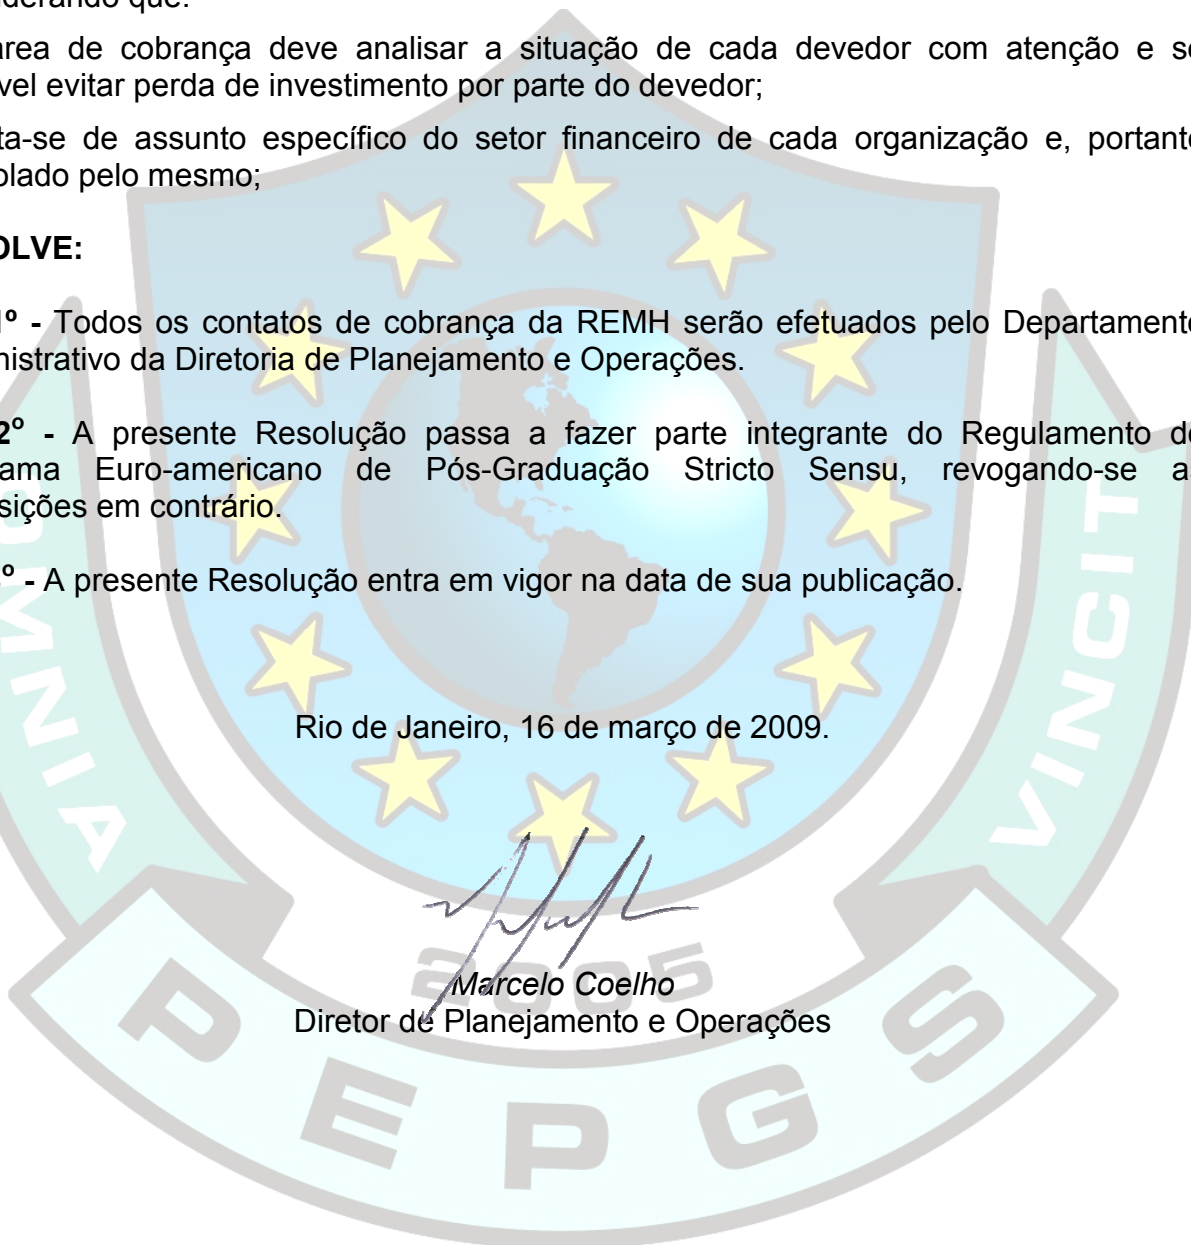 iderando que:
área de cobrança deve analisar a situação de cada devedor com atenção e se
vel evitar perda de investimento por parte do devedor;
ta-se de assunto específico do setor financeiro de cada organização e, portanto
olado pelo mesmo;
OLVE:
1º - Todos os contatos de cobrança da REMH serão efetuados pelo Departamento
nistrativo da Diretoria de Planejamento e Operações.
2º - A presente Resolução passa a fazer parte integrante do Regulamento do
ama Euro-americano de Pós-Graduação Stricto Sensu, revogando-se a
sições em contrário.
º - A presente Resolução entra em vigor na data de sua publicação.
Rio de Janeiro, 16 de março de 2009.
Marcelo Coelho
Diretor de Planejamento e Operações
OMNIA
VINCIT
2005
PEPGS